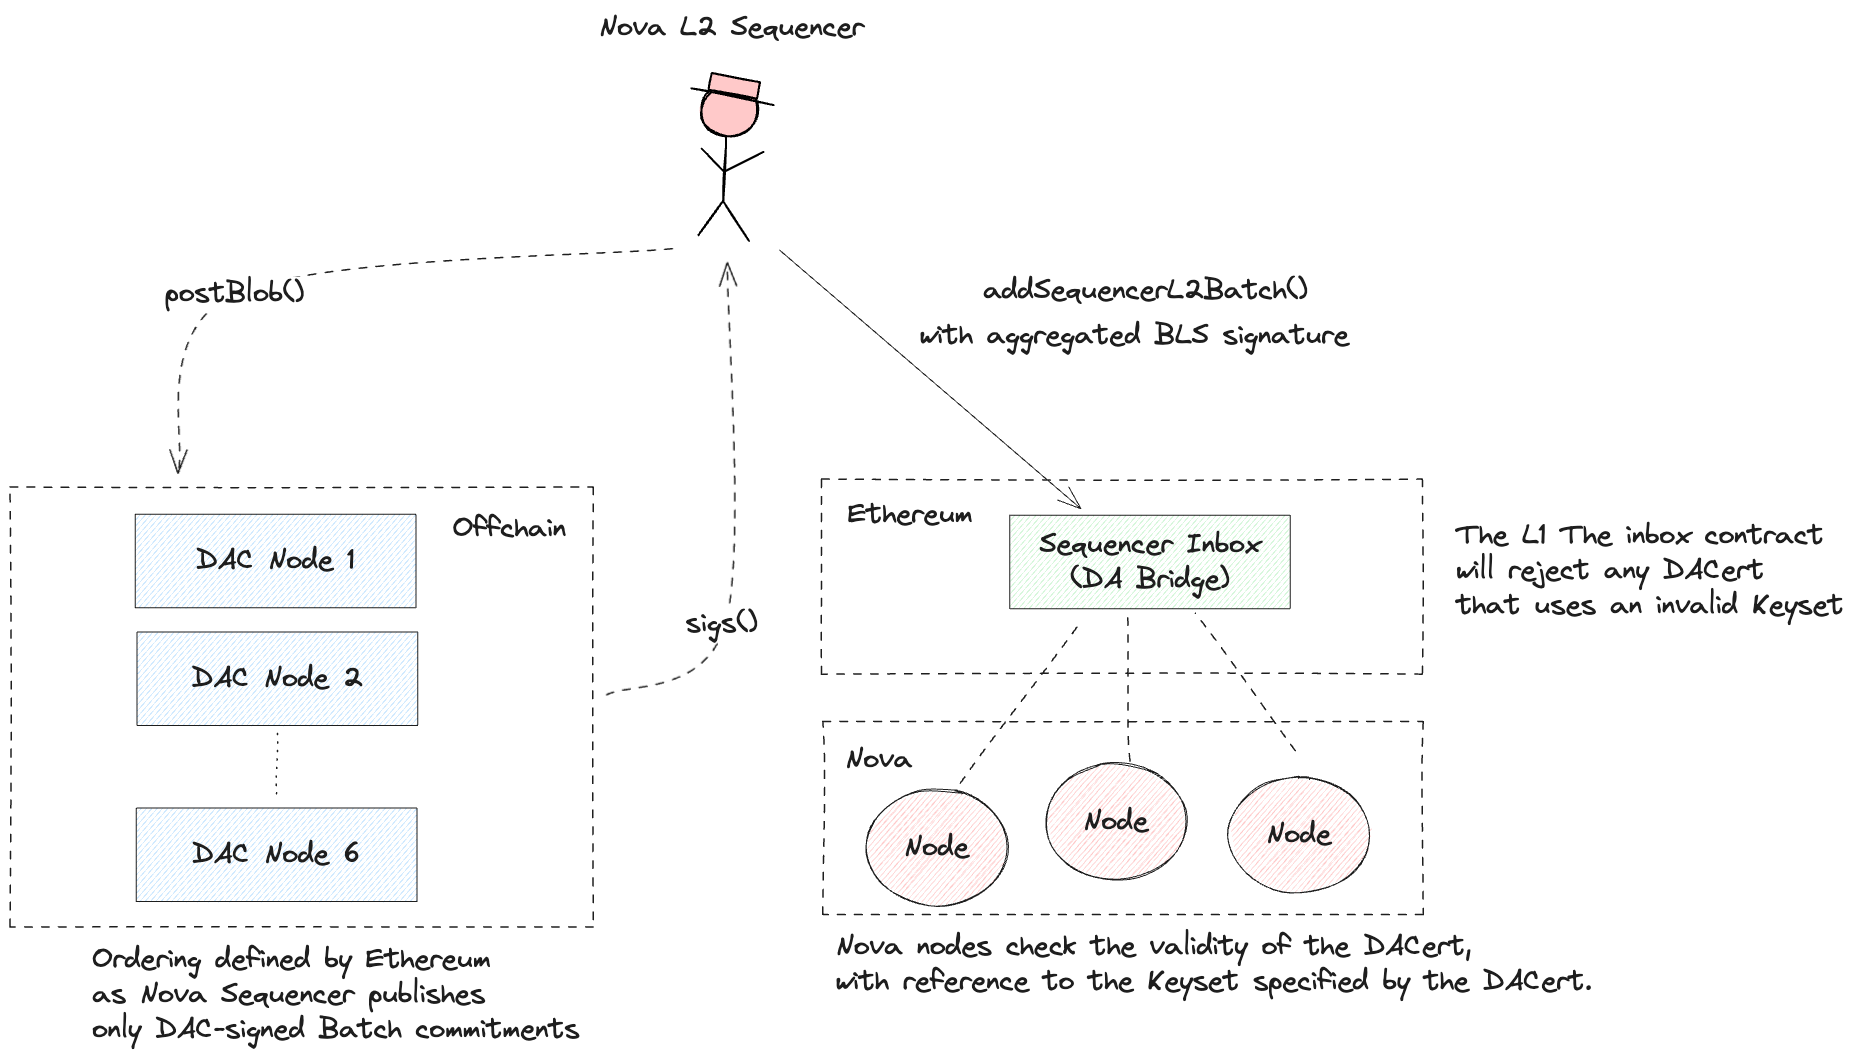 Nova L2 Sequencer
postBlob()
addSequencerL2Batch()
with aggregated BLS signature
Offchain
DAC Node 1
DAC Node 2
DAC Node 6
sigs()
Ordering defined by Ethereum
as Nova Sequencer publishes
only DAC-signed Batch commitments
Ethereum
Sequencer Inbox
(DA Bridge)
The L1 The inbox contract
will reject any DACert
that uses an invalid Keyset
Nova
Node
Node
Node
Nova nodes check the validity of the DACert,
with reference to the Keyset specified by the DACert.